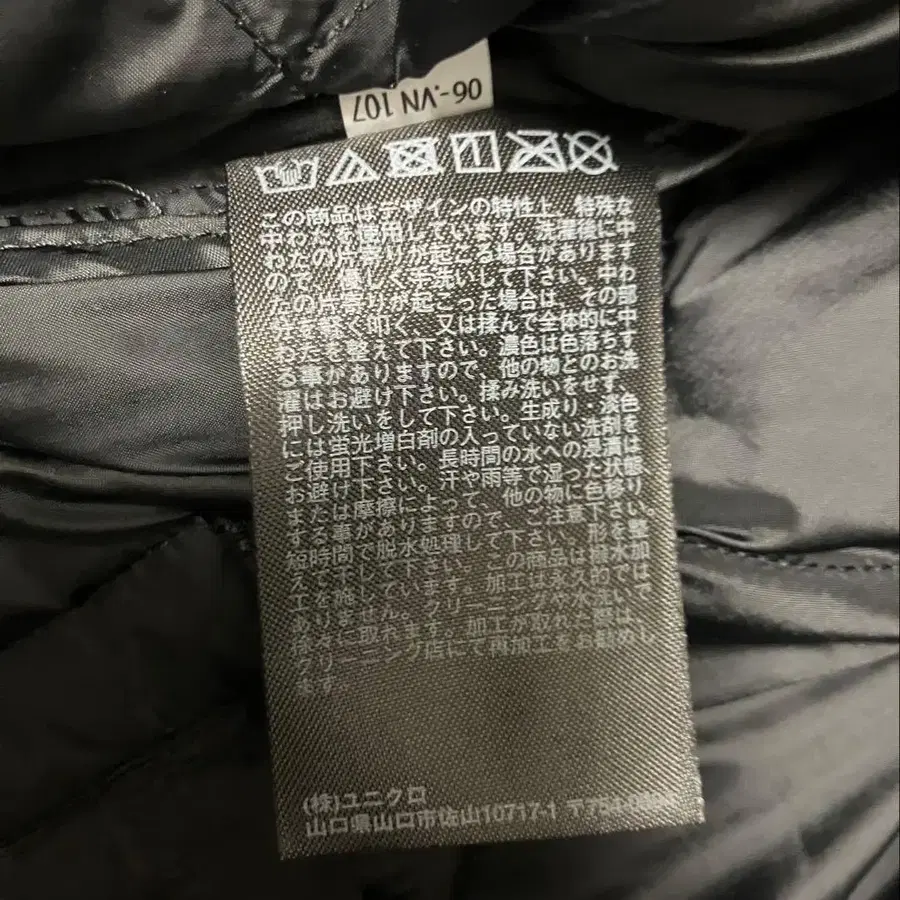 06-:VN 107
この商品はデザインの特性上、特殊な
中わたを使用しています。洗濯後に中
わたの片寄りが起こる場合があります
ので、優しく手洗いして下さい。中わ
たの片寄りが起こった場合は、その部
分を軽く叩く、又は揉んで全体的に中
わたを整えて下さい。濃色は色落ちす
る事がありますので、他の物とのお洗
濯はお避け下さい。揉み洗いをせず、
押し洗いをして下さい。生成り・淡色
には蛍光増白剤の入っていない洗剤を
ご使用下さい。長時間の水への浸漬は
お避け下さい。汗や雨等で湿った状態、
または摩擦によって、他の物に色移り
する事がありますので、ご注意下さい。
短時間で脱水処理して下さい。形を整
えて干して下さい。この商品は撥水加
工を施しています。加工は永久的では
ありません。クリーニングや水洗い、
徐々に取れます。加工が取れた際は、
クリーニング店にて再加工をお勧めし
ます。
(株)ユニクロ
山口県山口市佐山10717-1